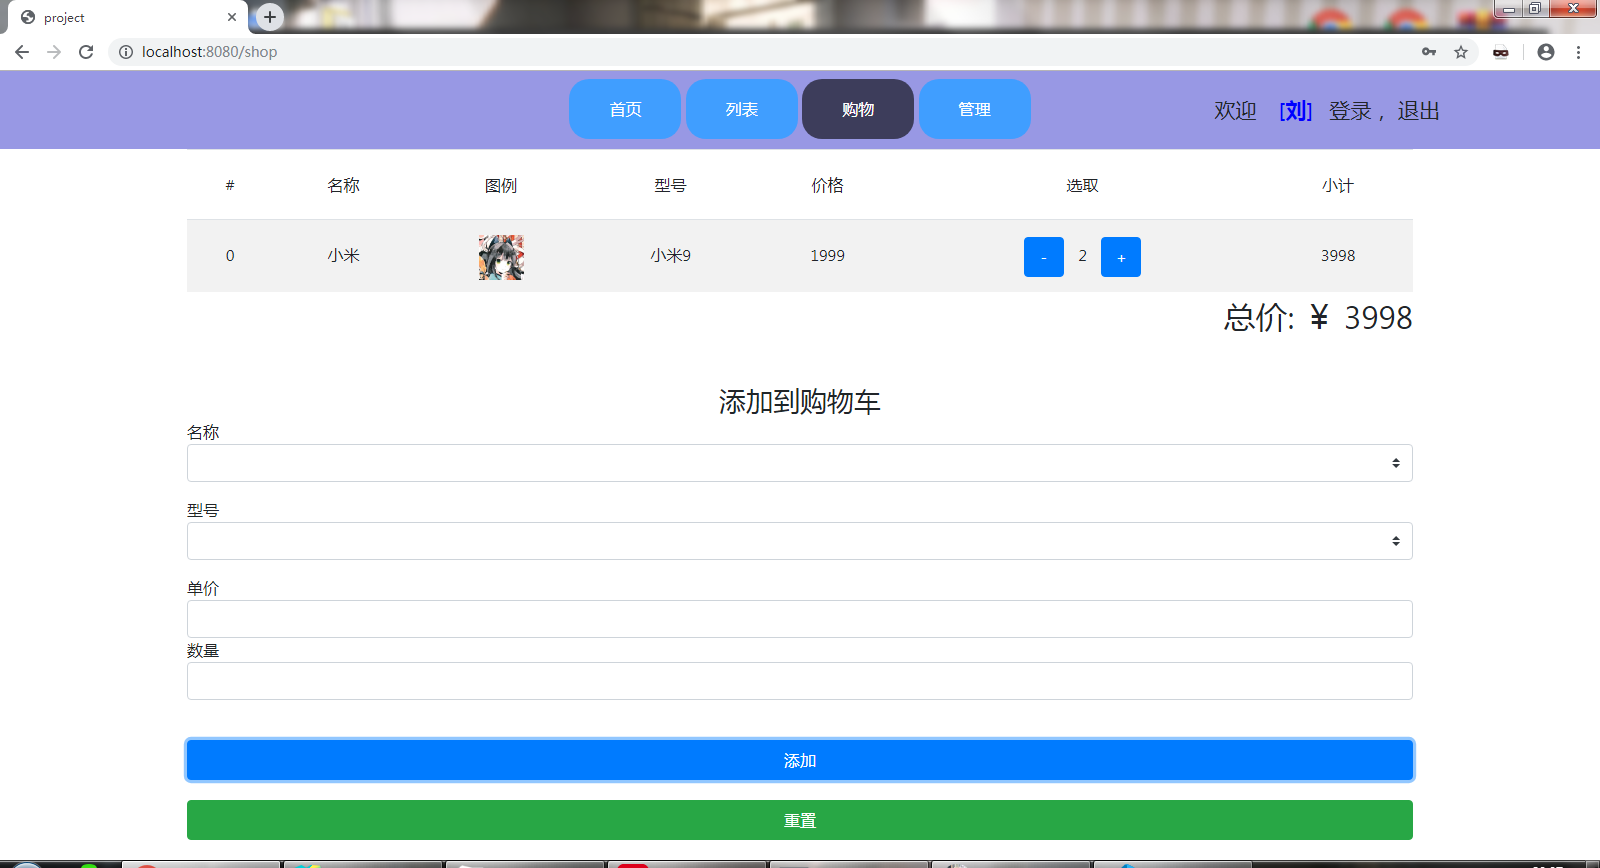 project
localhost:8080/shop
首页 列表 购物 管理 欢迎 [刘] 登录， 退出
# 名称 图例 型号 价格 选取 小计
0 小米 小米9 1999 - 2 + 3998
总价: ¥ 3998
添加到购物车
名称
型号
单价
数量
添加
重置